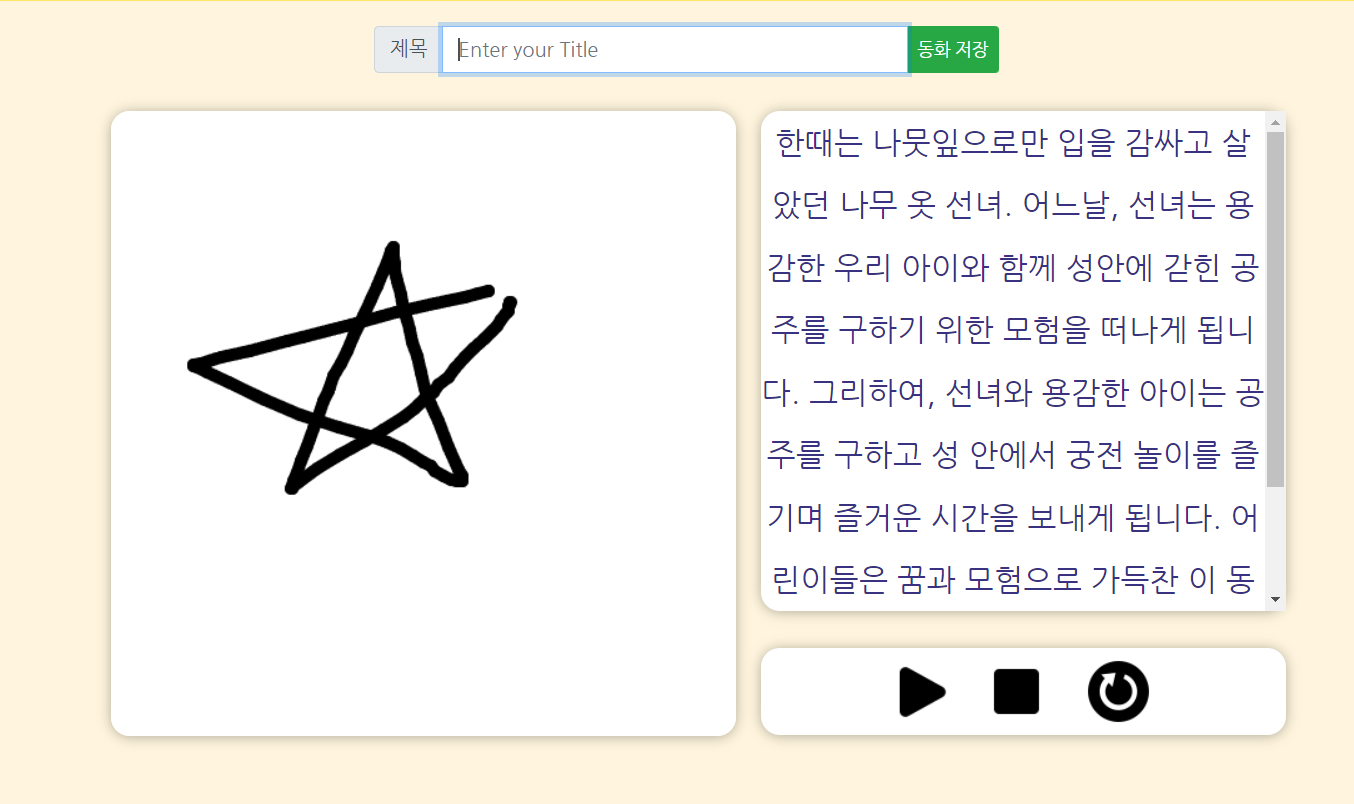 제목 Enter your Title 동화 저장
한때는 나뭇잎으로만 입을 감싸고 살
았던 나무 옷 선녀. 어느날, 선녀는 용
감한 우리 아이와 함께 성안에 갇힌 공
주를 구하기 위한 모험을 떠나게 됩니
다. 그리하여, 선녀와 용감한 아이는 공
주를 구하고 성 안에서 궁전 놀이를 즐
기며 즐거운 시간을 보내게 됩니다. 어
린이들은 꿈과 모험으로 가득찬 이 동